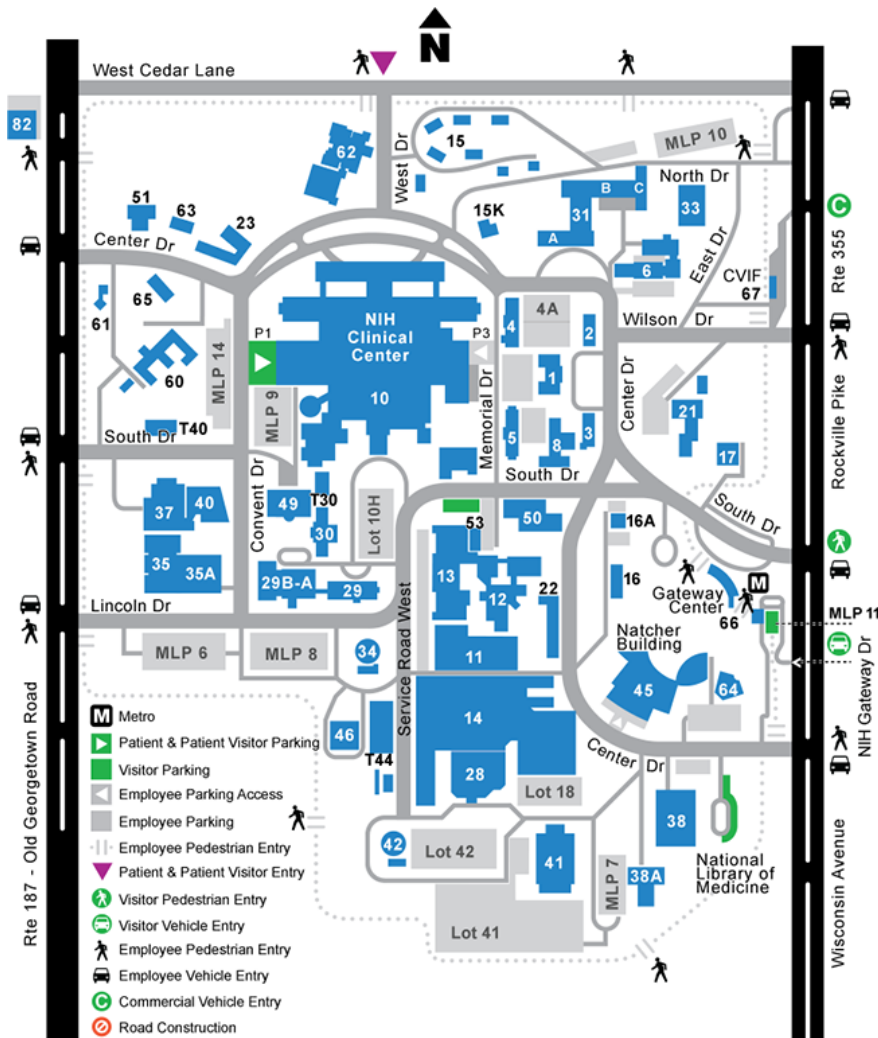 N
West Cedar Lane
82
62
West Dr
15
MLP 10
North Dr
51
63
23
15K
31
A
B
C
33
Center Dr
East Dr
Rte 355
6
CVIF
67
61
65
P1
NIH
Clinical
Center
P3
4
4A
2
Wilson Dr
60
MLP 14
MLP 9
10
Memorial Dr
1
Center Dr
21
Rockville Pike
T40
South Dr
5
8
3
17
South Dr
South Dr
37
40
Convent Dr
49
T30
30
Lot 10H
53
50
16A
35
35A
29B-A
29
13
12
22
16
Gateway
Center
M
66
MLP 11
Lincoln Dr
MLP 6
MLP 8
34
Service Road West
11
Natcher
Building
45
64
NIH Gateway Dr
46
T44
14
28
Center Dr
Lot 18
38
42
Lot 42
41
MLP 7
38A
National
Library of
Medicine
Lot 41
Rte 187 - Old Georgetown Road
Wisconsin Avenue
M Metro
Patient & Patient Visitor Parking
Visitor Parking
Employee Parking Access
Employee Parking
Employee Pedestrian Entry
Patient & Patient Visitor Entry
Visitor Pedestrian Entry
Visitor Vehicle Entry
Employee Pedestrian Entry
Employee Vehicle Entry
C Commercial Vehicle Entry
Road Construction
C